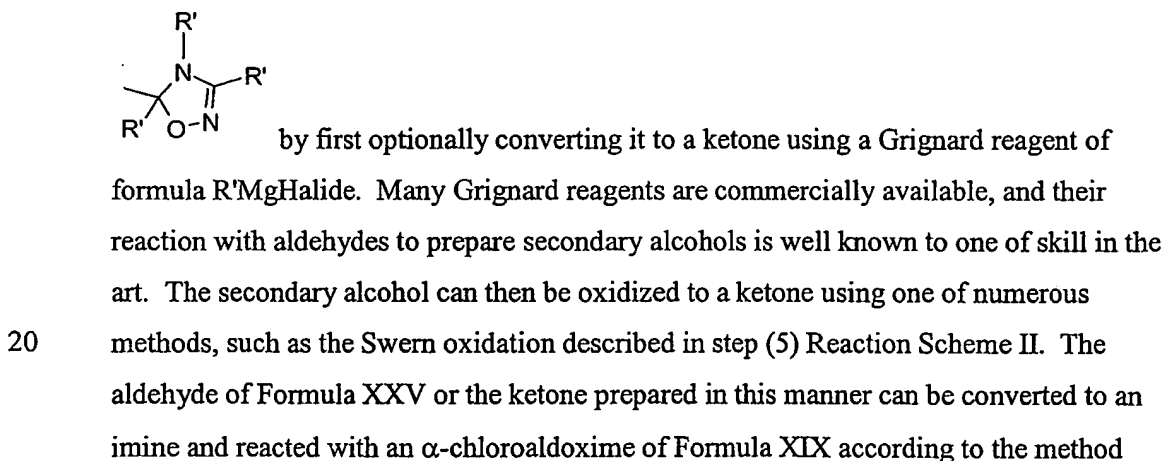 R'
N R'
R' O-N by first optionally converting it to a ketone using a Grignard reagent of
formula R'MgHalide. Many Grignard reagents are commercially available, and their
reaction with aldehydes to prepare secondary alcohols is well known to one of skill in the
art. The secondary alcohol can then be oxidized to a ketone using one of numerous
20 methods, such as the Swern oxidation described in step (5) Reaction Scheme II. The
aldehyde of Formula XXV or the ketone prepared in this manner can be converted to an
imine and reacted with an α-chloroaldoxime of Formula XIX according to the method